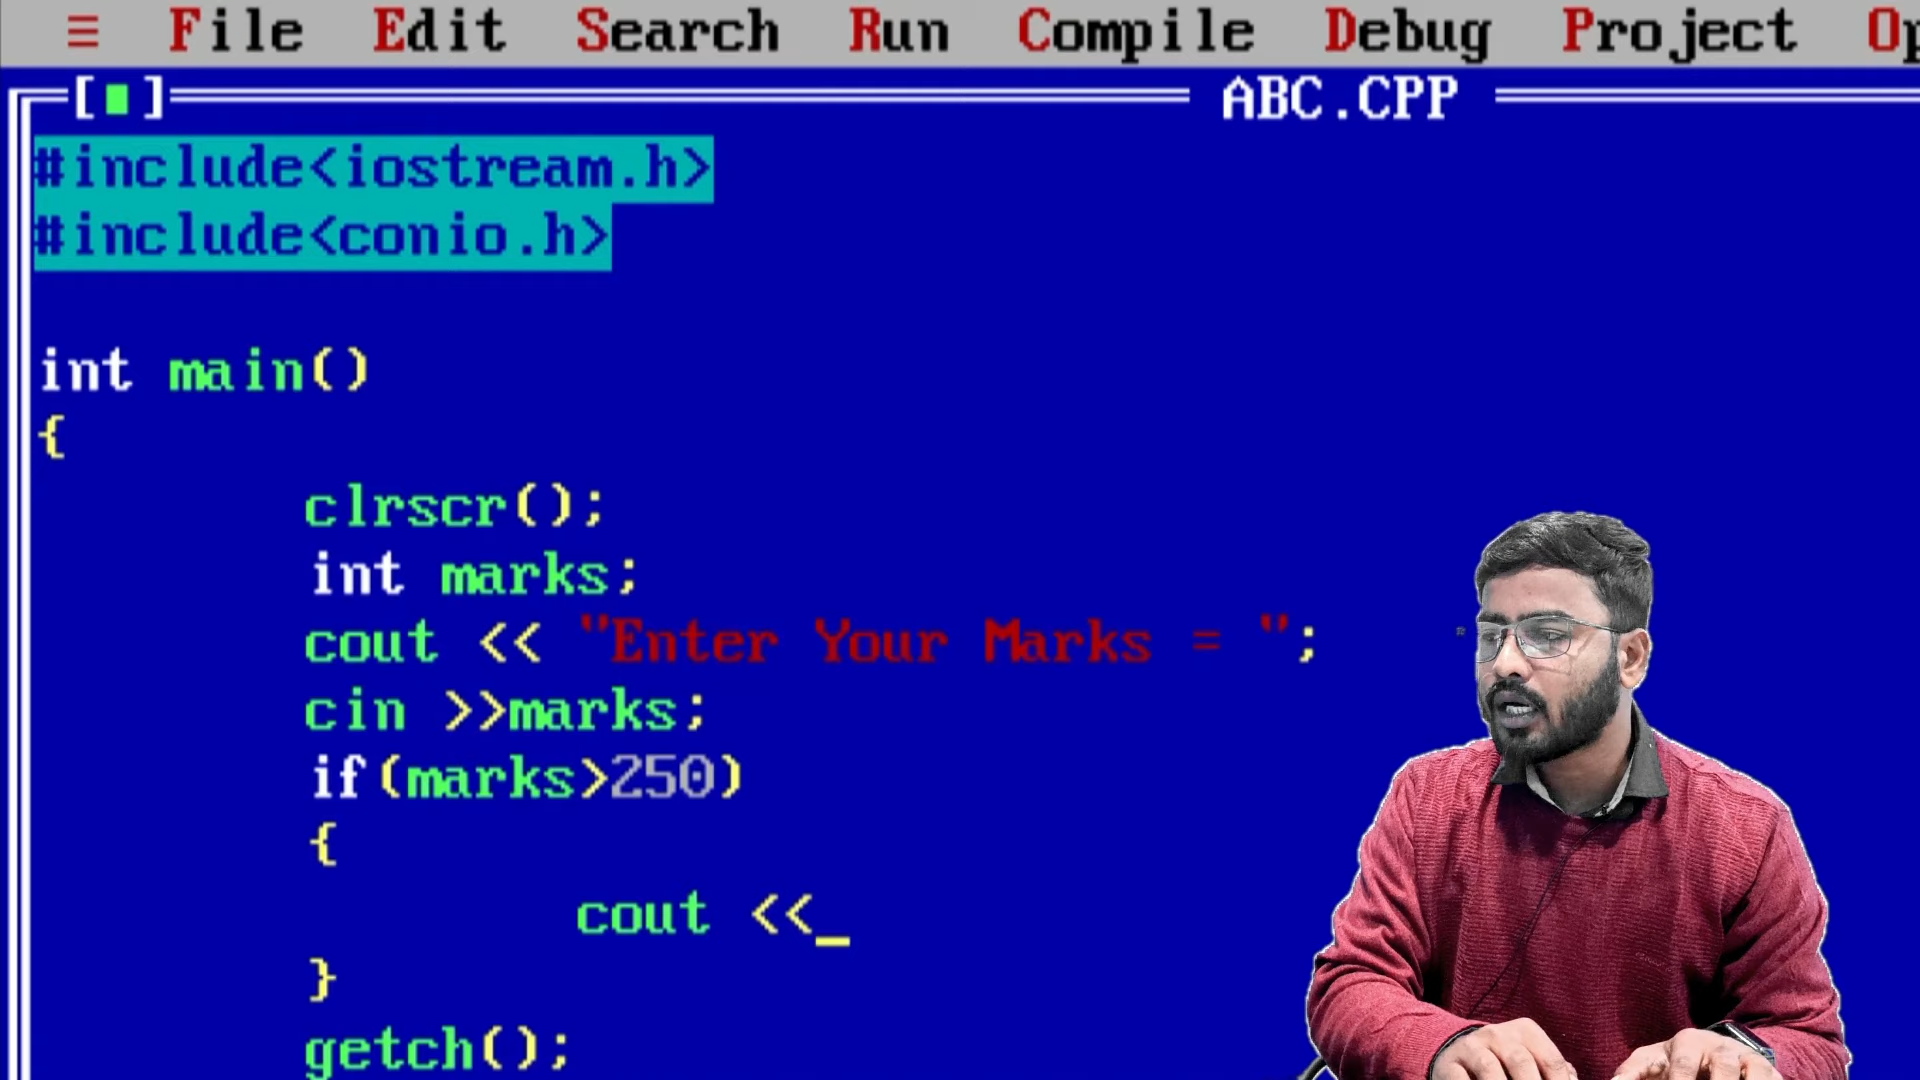 ≡ File Edit Search Run Compile Debug Project Op
[■] ABC.CPP
#include<iostream.h>
#include<conio.h>
int main()
{
clrscr();
int marks;
cout << "Enter Your Marks = ";
cin >>marks;
if(marks>250)
{
cout <<_
}
getch();